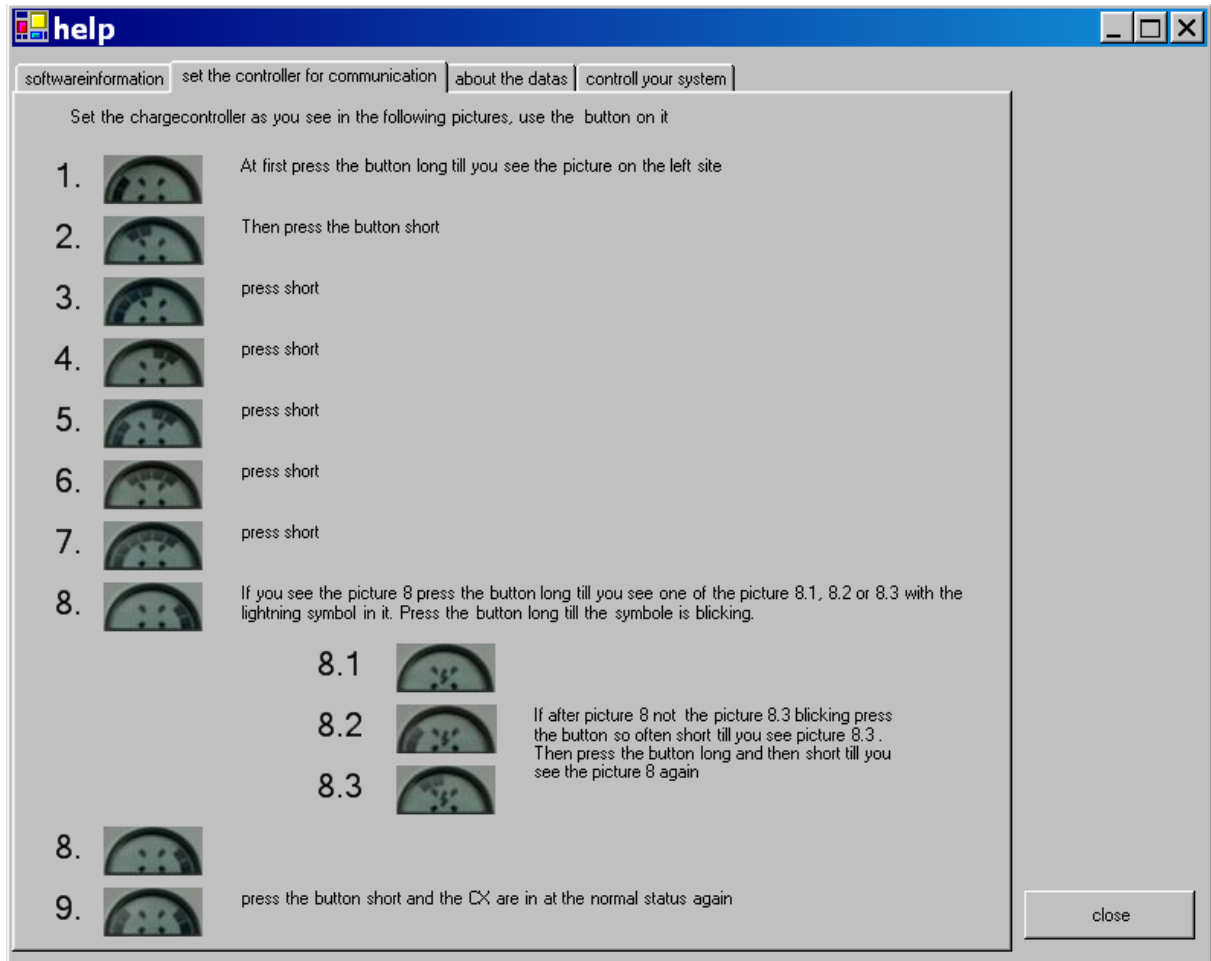 help
softwareinformation
set the controller for communication
about the datas
controll your system
Set the chargecontroller as you see in the following pictures, use the button on it
1. At first press the button long till you see the picture on the left site
2. Then press the button short
3. press short
4. press short
5. press short
6. press short
7. press short
8. If you see the picture 8 press the button long till you see one of the picture 8.1, 8.2 or 8.3 with the
lightning symbol in it. Press the button long till the symbole is blicking.
8.1
8.2 If after picture 8 not the picture 8.3 blicking press
the button so often short till you see picture 8.3 .
Then press the button long and then short till you
see the picture 8 again
8.3
8.
9. press the button short and the CX are in at the normal status again
close